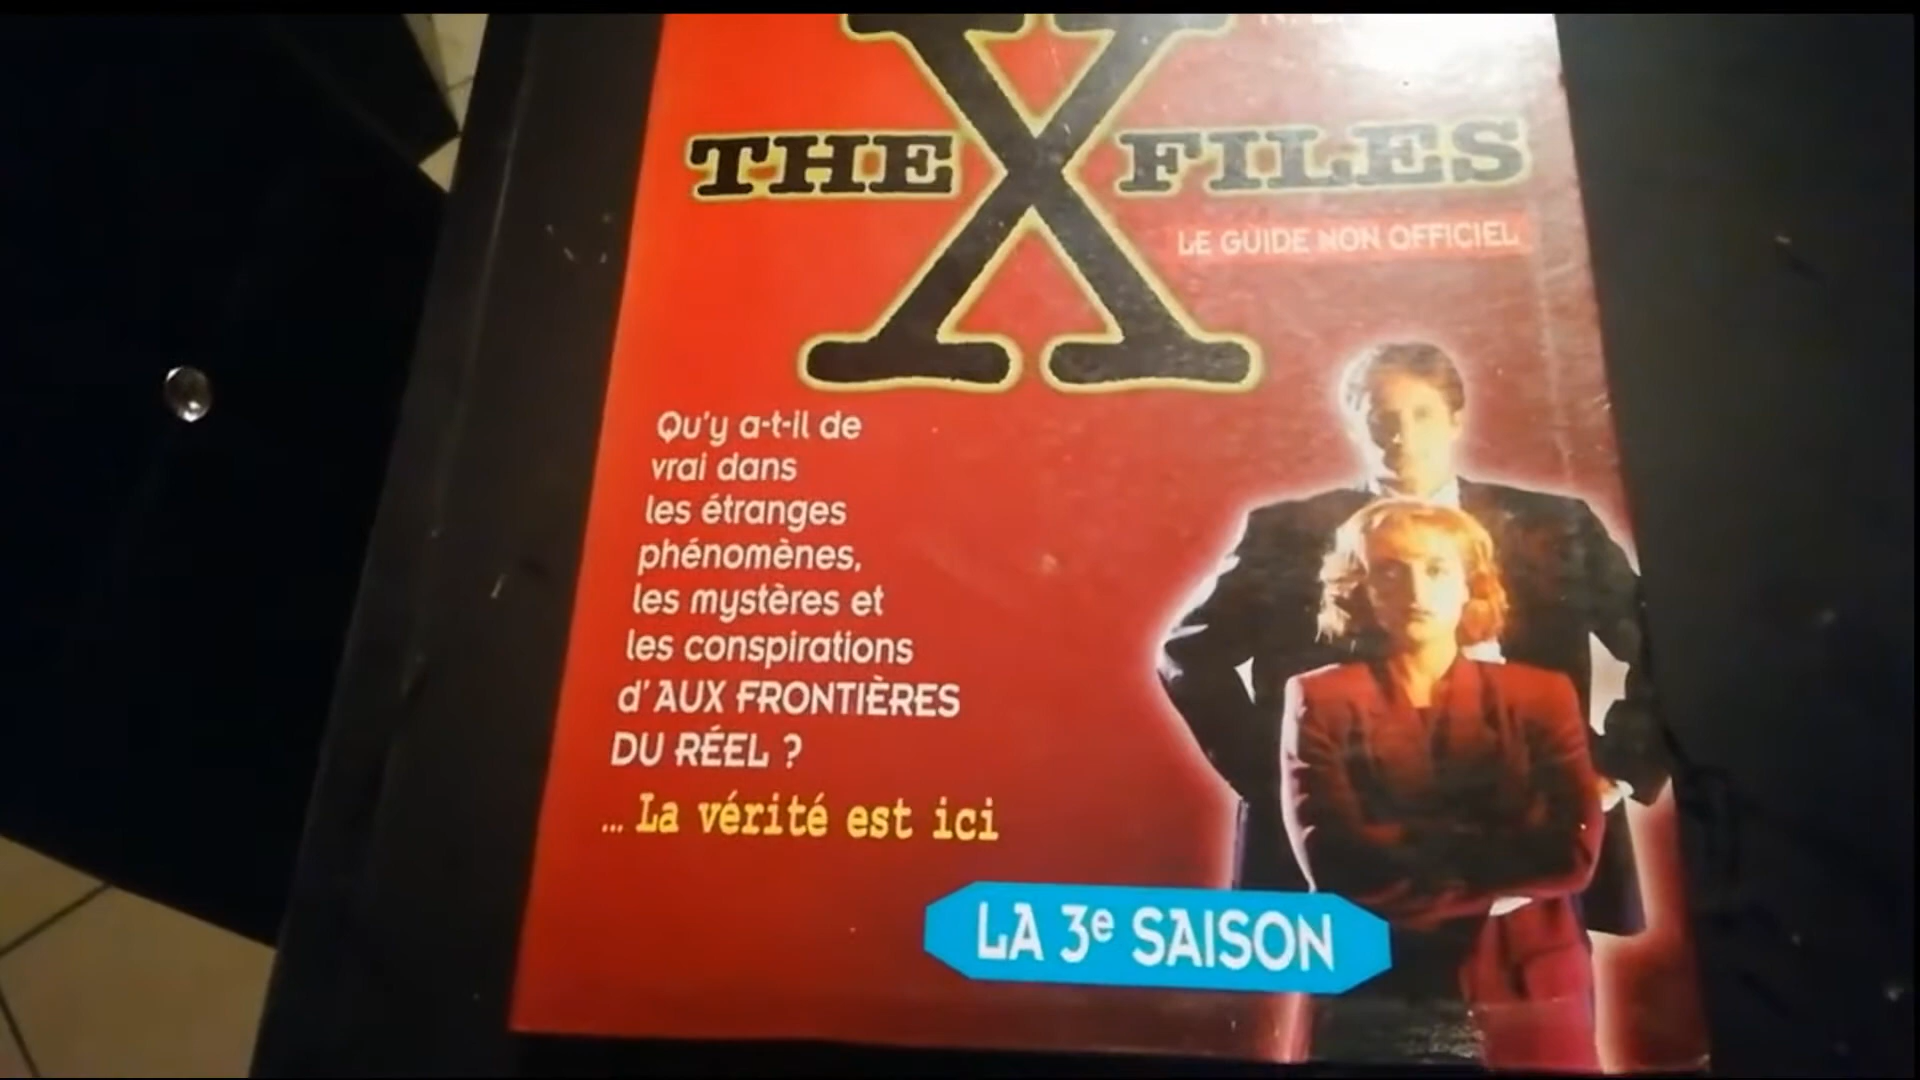 THE X FILES
LE GUIDE NON OFFICIEL
Qu'y a-t-il de
vrai dans
les étranges
phénomènes,
les mystères et
les conspirations
d'AUX FRONTIÈRES
DU RÉEL ?
... La vérité est ici
LA 3e SAISON